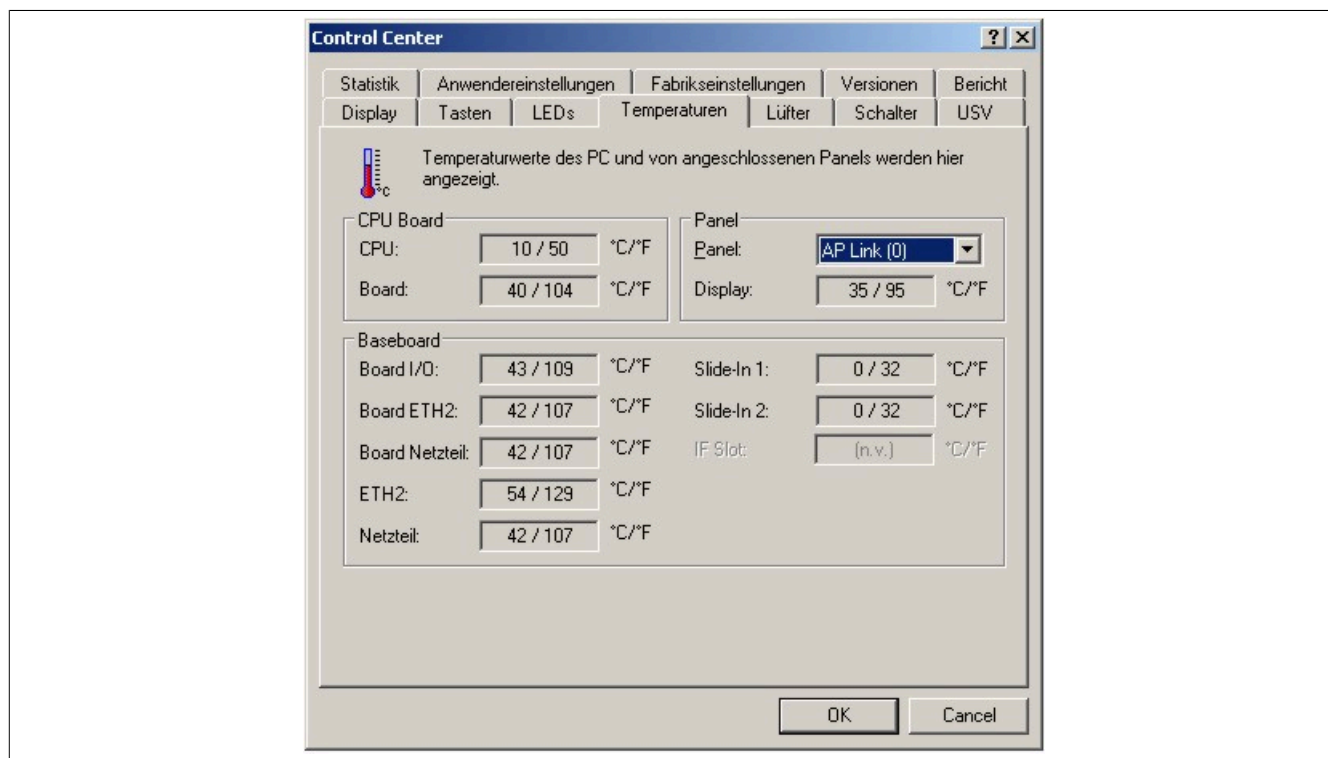 Control Center
Statistik Anwendereinstellungen Fabrikseinstellungen Versionen Bericht
Display Tasten LEDs Temperaturen Lüfter Schalter USV
Temperaturwerte des PC und von angeschlossenen Panels werden hier
angezeigt.
°C
CPU Board
CPU: 10 / 50 °C/°F
Board: 40 / 104 °C/°F
Panel
Panel: AP Link (0)
Display: 35 / 95 °C/°F
Baseboard
Board I/O: 43 / 109 °C/°F Slide-In 1: 0 / 32 °C/°F
Board ETH2: 42 / 107 °C/°F Slide-In 2: 0 / 32 °C/°F
Board Netzteil: 42 / 107 °C/°F IF Slot: (n.v.) °C/°F
ETH2: 54 / 129 °C/°F
Netzteil: 42 / 107 °C/°F
OK Cancel